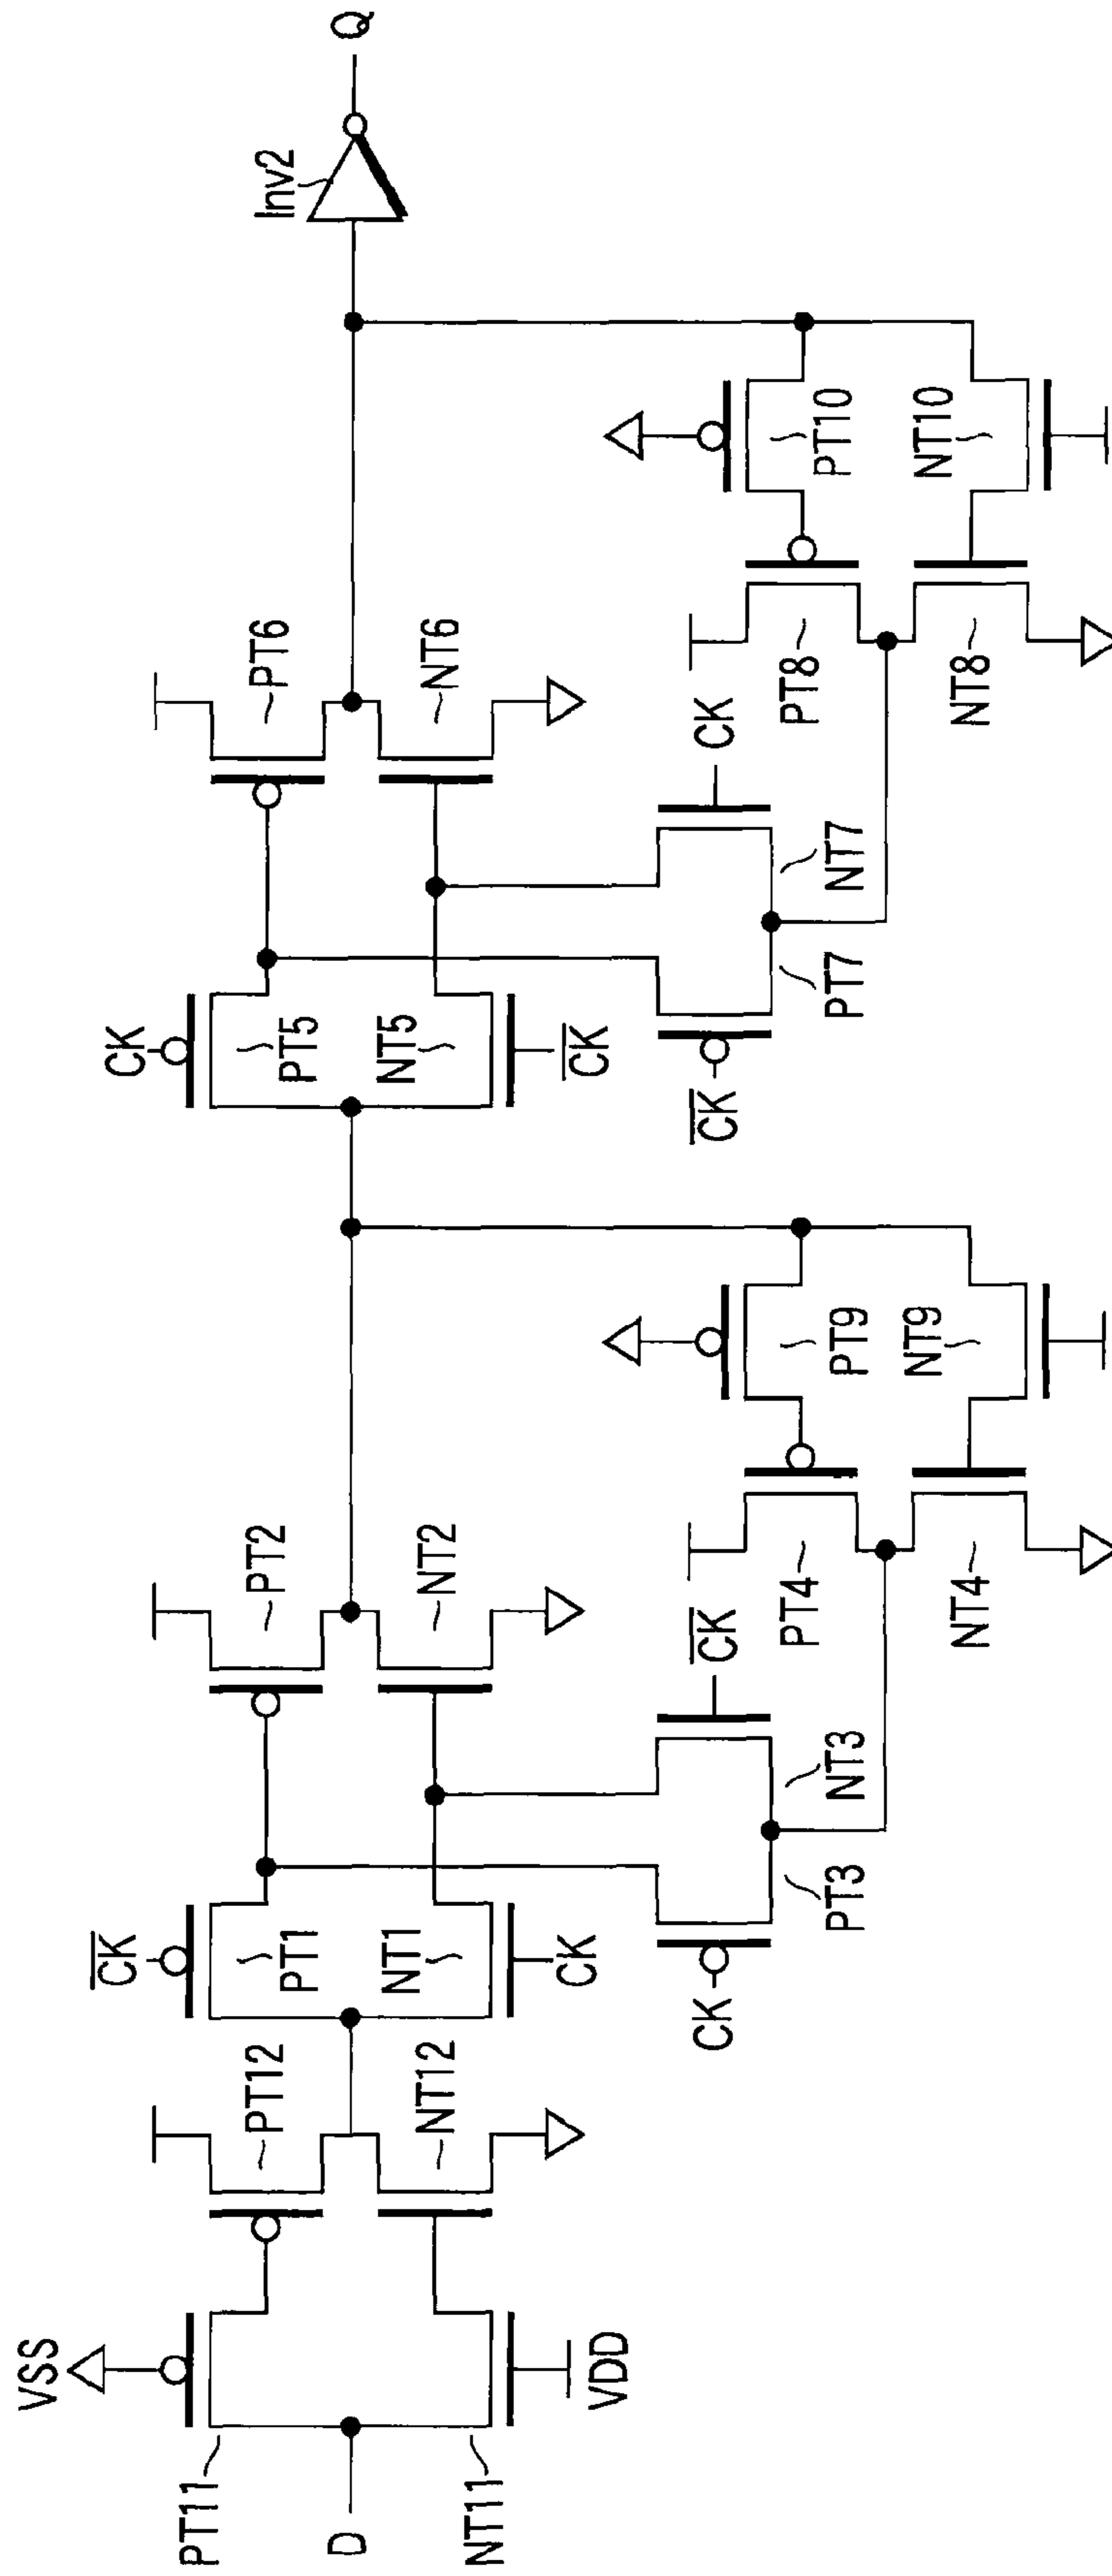 VSS
PT11
D
NT11
VDD
PT12
NT12
CK̅
PT1
NT1
CK
PT2
NT2
CK
PT3
NT3
CK̅
PT4
NT4
PT9
NT9
CK
PT5
NT5
CK̅
PT6
NT6
CK̅
PT7
NT7
CK
PT8
NT8
PT10
NT10
Inv2
Q